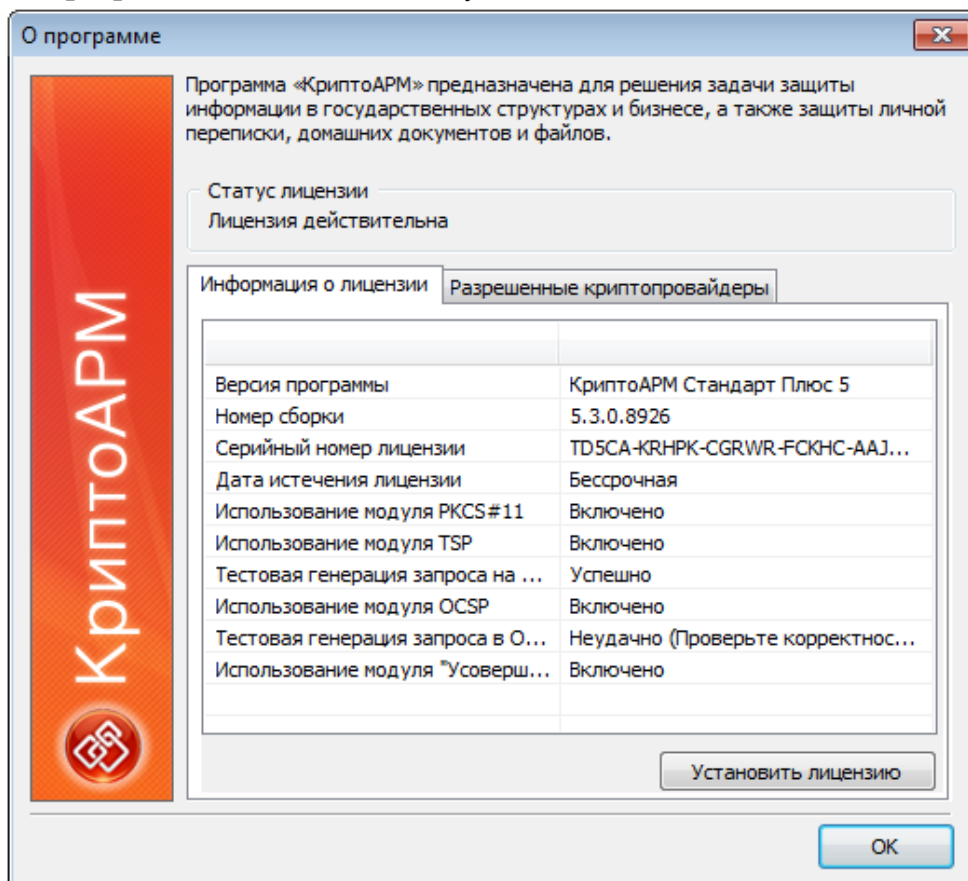 О программе
Программа «КриптоАРМ» предназначена для решения задачи защиты
информации в государственных структурах и бизнесе, а также защиты личной
переписки, домашних документов и файлов.
Статус лицензии
Лицензия действительна
Информация о лицензии Разрешенные криптопровайдеры
Версия программы КриптоАРМ Стандарт Плюс 5
Номер сборки 5.3.0.8926
Серийный номер лицензии TD5CA-KRHPK-CGRWR-FCKHC-AAJ...
Дата истечения лицензии Бессрочная
Использование модуля PKCS#11 Включено
Использование модуля TSP Включено
Тестовая генерация запроса на ... Успешно
Использование модуля OCSP Включено
Тестовая генерация запроса в О... Неудачно (Проверьте корректнос...
Использование модуля "Усоверш... Включено
Установить лицензию
ОК
КриптоАРМ